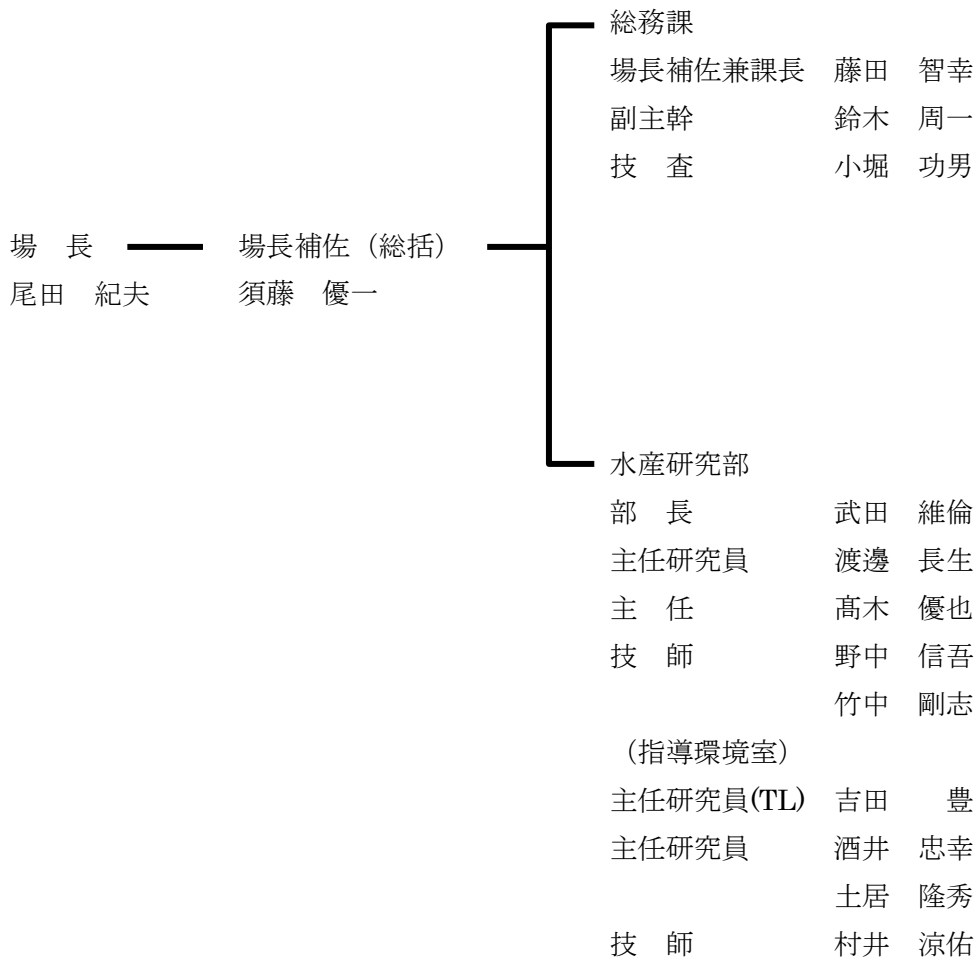 総務課
場長補佐兼課長　藤田　智幸
副主幹　鈴木　周一
技　査　小堀　功男
場　長　場長補佐（総括）
尾田　紀夫　須藤　優一
水産研究部
部　長　武田　維倫
主任研究員　渡邊　長生
主　任　髙木　優也
技　師　野中　信吾
竹中　剛志
（指導環境室）
主任研究員(TL)　吉田　豊
主任研究員　酒井　忠幸
土居　隆秀
技　師　村井　涼佑